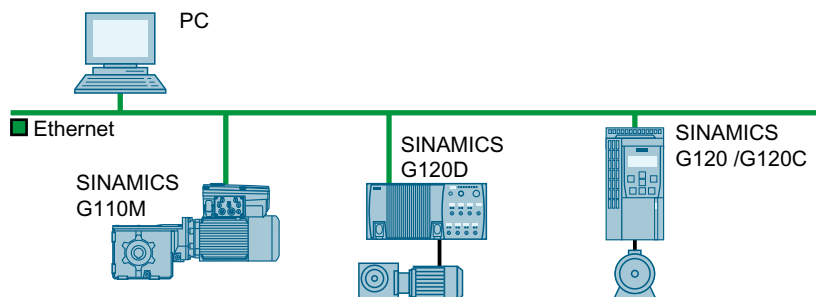 PC
Ethernet
SINAMICS
G110M
SINAMICS
G120D
SINAMICS
G120 /G120C